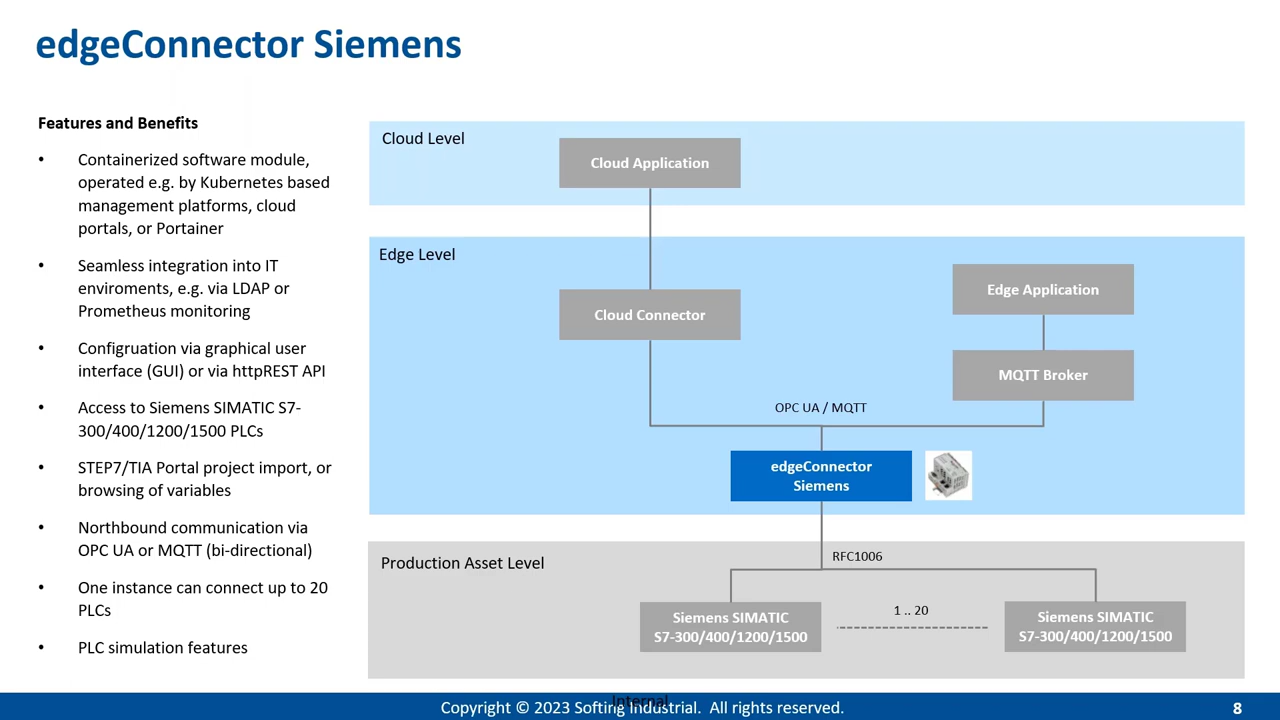 edgeConnector Siemens
Features and Benefits
• Containerized software module,
operated e.g. by Kubernetes based
management platforms, cloud
portals, or Portainer
• Seamless integration into IT
enviroments, e.g. via LDAP or
Prometheus monitoring
• Configruation via graphical user
interface (GUI) or via httpREST API
• Access to Siemens SIMATIC S7-
300/400/1200/1500 PLCs
• STEP7/TIA Portal project import, or
browsing of variables
• Northbound communication via
OPC UA or MQTT (bi-directional)
• One instance can connect up to 20
PLCs
• PLC simulation features
Cloud Level
Cloud Application
Edge Level
Cloud Connector
Edge Application
MQTT Broker
OPC UA / MQTT
edgeConnector
Siemens
Production Asset Level
RFC1006
Siemens SIMATIC
S7-300/400/1200/1500
1 .. 20
Siemens SIMATIC
S7-300/400/1200/1500
Internal
Copyright © 2023 Softing Industrial. All rights reserved.
8